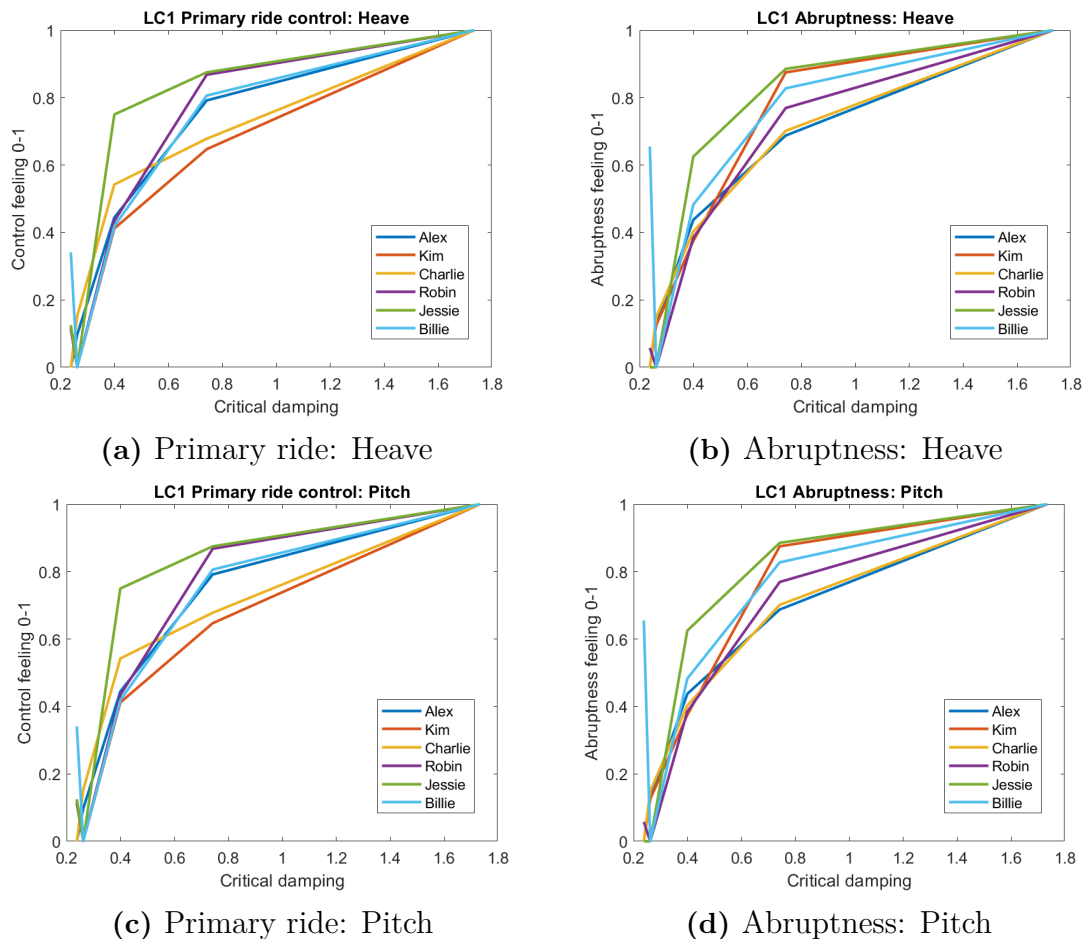 LC1 Primary ride control: Heave
Control feeling 0-1
1
0.8
0.6
0.4
0.2
0
Alex
Kim
Charlie
Robin
Jessie
Billie
0.2 0.4 0.6 0.8 1 1.2 1.4 1.6 1.8
Critical damping
(a) Primary ride: Heave
LC1 Abruptness: Heave
Abruptness feeling 0-1
1
0.8
0.6
0.4
0.2
0
Alex
Kim
Charlie
Robin
Jessie
Billie
0.2 0.4 0.6 0.8 1 1.2 1.4 1.6 1.8
Critical damping
(b) Abruptness: Heave
LC1 Primary ride control: Pitch
Control feeling 0-1
1
0.8
0.6
0.4
0.2
0
Alex
Kim
Charlie
Robin
Jessie
Billie
0.2 0.4 0.6 0.8 1 1.2 1.4 1.6 1.8
Critical damping
(c) Primary ride: Pitch
LC1 Abruptness: Pitch
Abruptness feeling 0-1
1
0.8
0.6
0.4
0.2
0
Alex
Kim
Charlie
Robin
Jessie
Billie
0.2 0.4 0.6 0.8 1 1.2 1.4 1.6 1.8
Critical damping
(d) Abruptness: Pitch